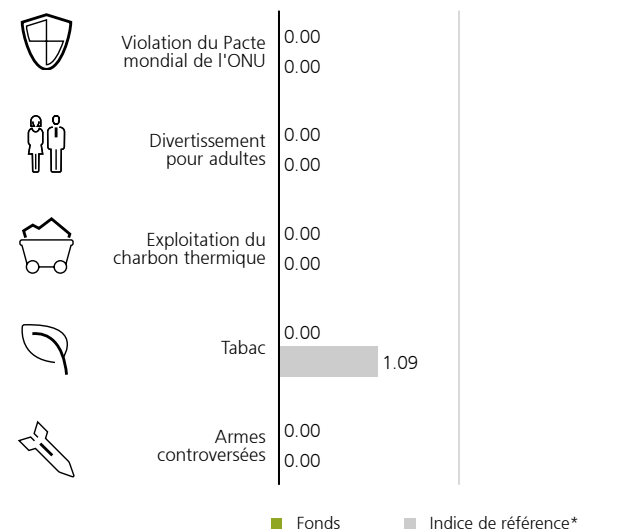 Violation du Pacte
mondial de l'ONU
0.00
0.00
Divertissement
pour adultes
0.00
0.00
Exploitation du
charbon thermique
0.00
0.00
Tabac
0.00
1.09
Armes
controversées
0.00
0.00
Fonds
Indice de référence*